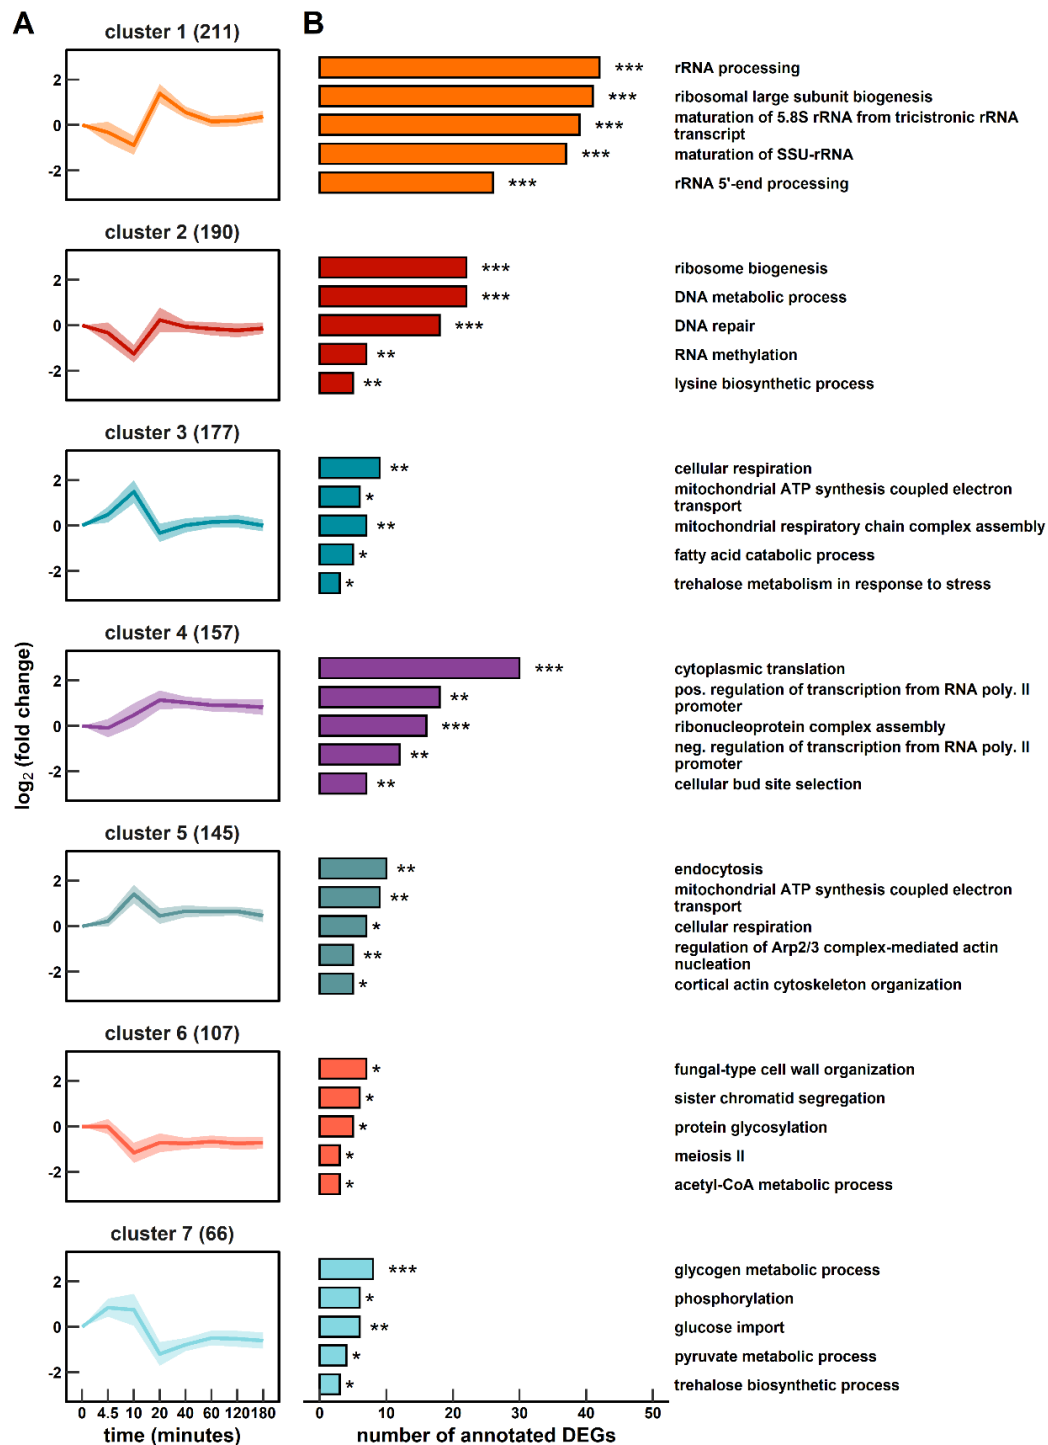 A
B
cluster 1 (211)
2
0
-2
*** rRNA processing
*** ribosomal large subunit biogenesis
*** maturation of 5.8S rRNA from tricistronic rRNA
transcript
*** maturation of SSU-rRNA
*** rRNA 5'-end processing
cluster 2 (190)
2
0
-2
*** ribosome biogenesis
*** DNA metabolic process
*** DNA repair
** RNA methylation
** lysine biosynthetic process
cluster 3 (177)
2
0
-2
** cellular respiration
* mitochondrial ATP synthesis coupled electron
transport
** mitochondrial respiratory chain complex assembly
* fatty acid catabolic process
* trehalose metabolism in response to stress
cluster 4 (157)
2
0
-2
*** cytoplasmic translation
** pos. regulation of transcription from RNA poly. II
promoter
*** ribonucleoprotein complex assembly
** neg. regulation of transcription from RNA poly. II
promoter
** cellular bud site selection
log₂ (fold change)
cluster 5 (145)
2
0
-2
** endocytosis
** mitochondrial ATP synthesis coupled electron
transport
* cellular respiration
** regulation of Arp2/3 complex-mediated actin
nucleation
* cortical actin cytoskeleton organization
cluster 6 (107)
2
0
-2
* fungal-type cell wall organization
* sister chromatid segregation
* protein glycosylation
* meiosis II
* acetyl-CoA metabolic process
cluster 7 (66)
2
0
-2
*** glycogen metabolic process
* phosphorylation
** glucose import
* pyruvate metabolic process
* trehalose biosynthetic process
0 4.5 10 20 40 60 120 180
time (minutes)
0 10 20 30 40 50
number of annotated DEGs